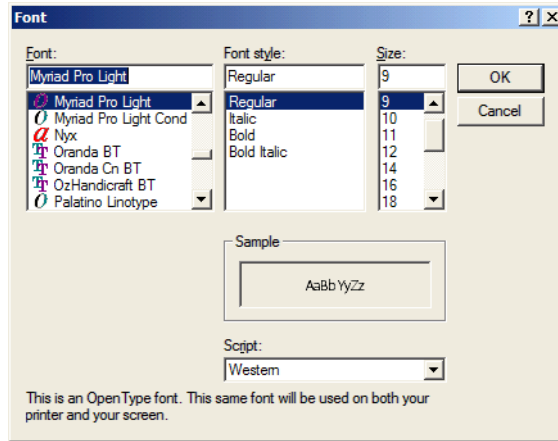 Font
Font: Font style: Size:
Myriad Pro Light Regular 9 OK
Myriad Pro Light Regular 9 Cancel
Myriad Pro Light Cond Italic 10
Nyx Bold 11
Oranda BT Bold Italic 12
Oranda Cn BT 14
OzHandicraft BT 16
Palatino Linotype 18
Sample
AaBbYyZz
Script:
Western
This is an OpenType font. This same font will be used on both your
printer and your screen.